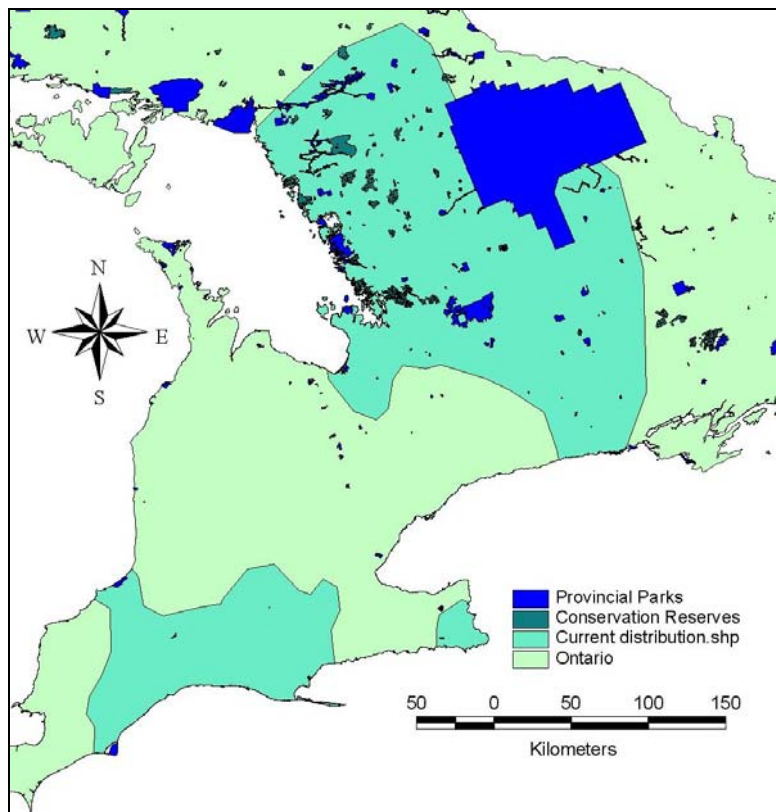 N
W E
S
Provincial Parks
Conservation Reserves
Current distribution.shp
Ontario
50 0 50 100 150
Kilometers